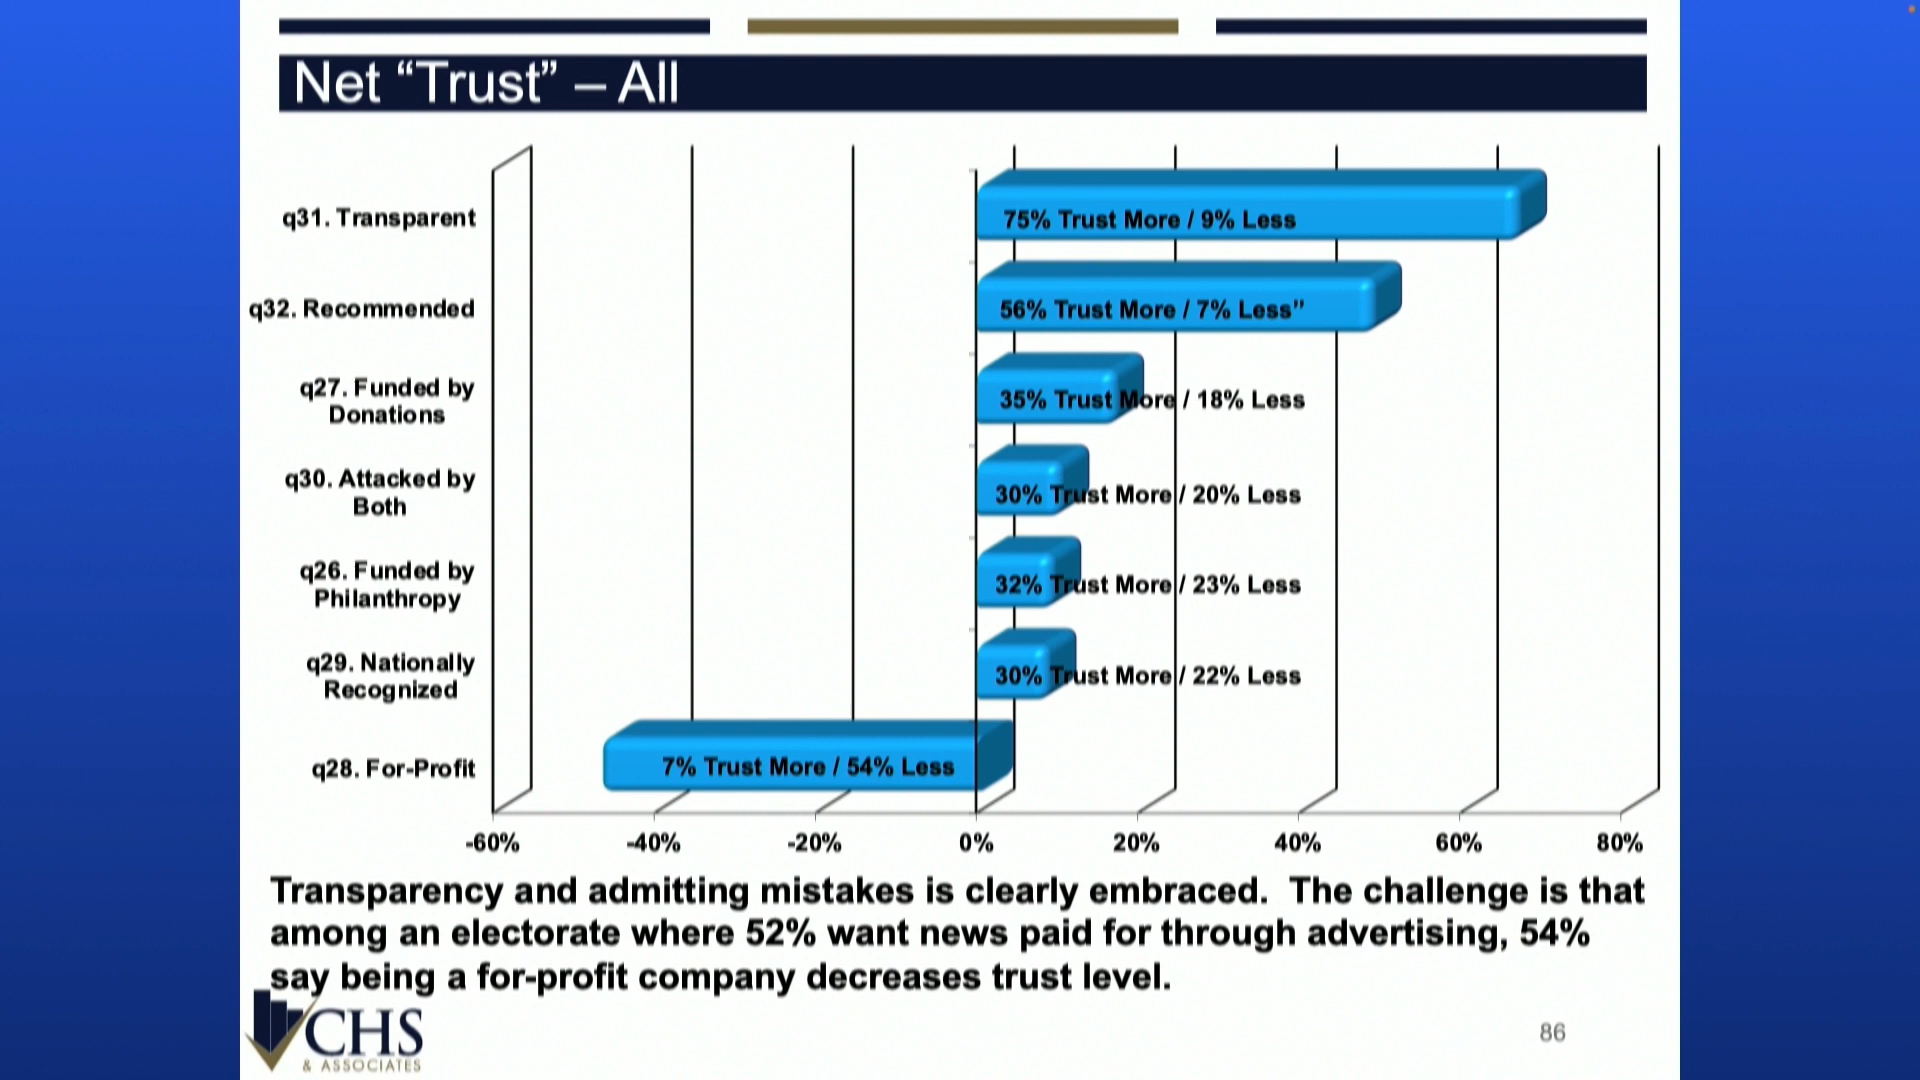 Net “Trust” – All
q31. Transparent
75% Trust More / 9% Less
q32. Recommended
56% Trust More / 7% Less”
q27. Funded by
Donations
35% Trust More / 18% Less
q30. Attacked by
Both
30% Trust More / 20% Less
q26. Funded by
Philanthropy
32% Trust More / 23% Less
q29. Nationally
Recognized
30% Trust More / 22% Less
q28. For-Profit
7% Trust More / 54% Less
-60% -40% -20% 0% 20% 40% 60% 80%
Transparency and admitting mistakes is clearly embraced. The challenge is that
among an electorate where 52% want news paid for through advertising, 54%
say being a for-profit company decreases trust level.
CHS
& ASSOCIATES
86